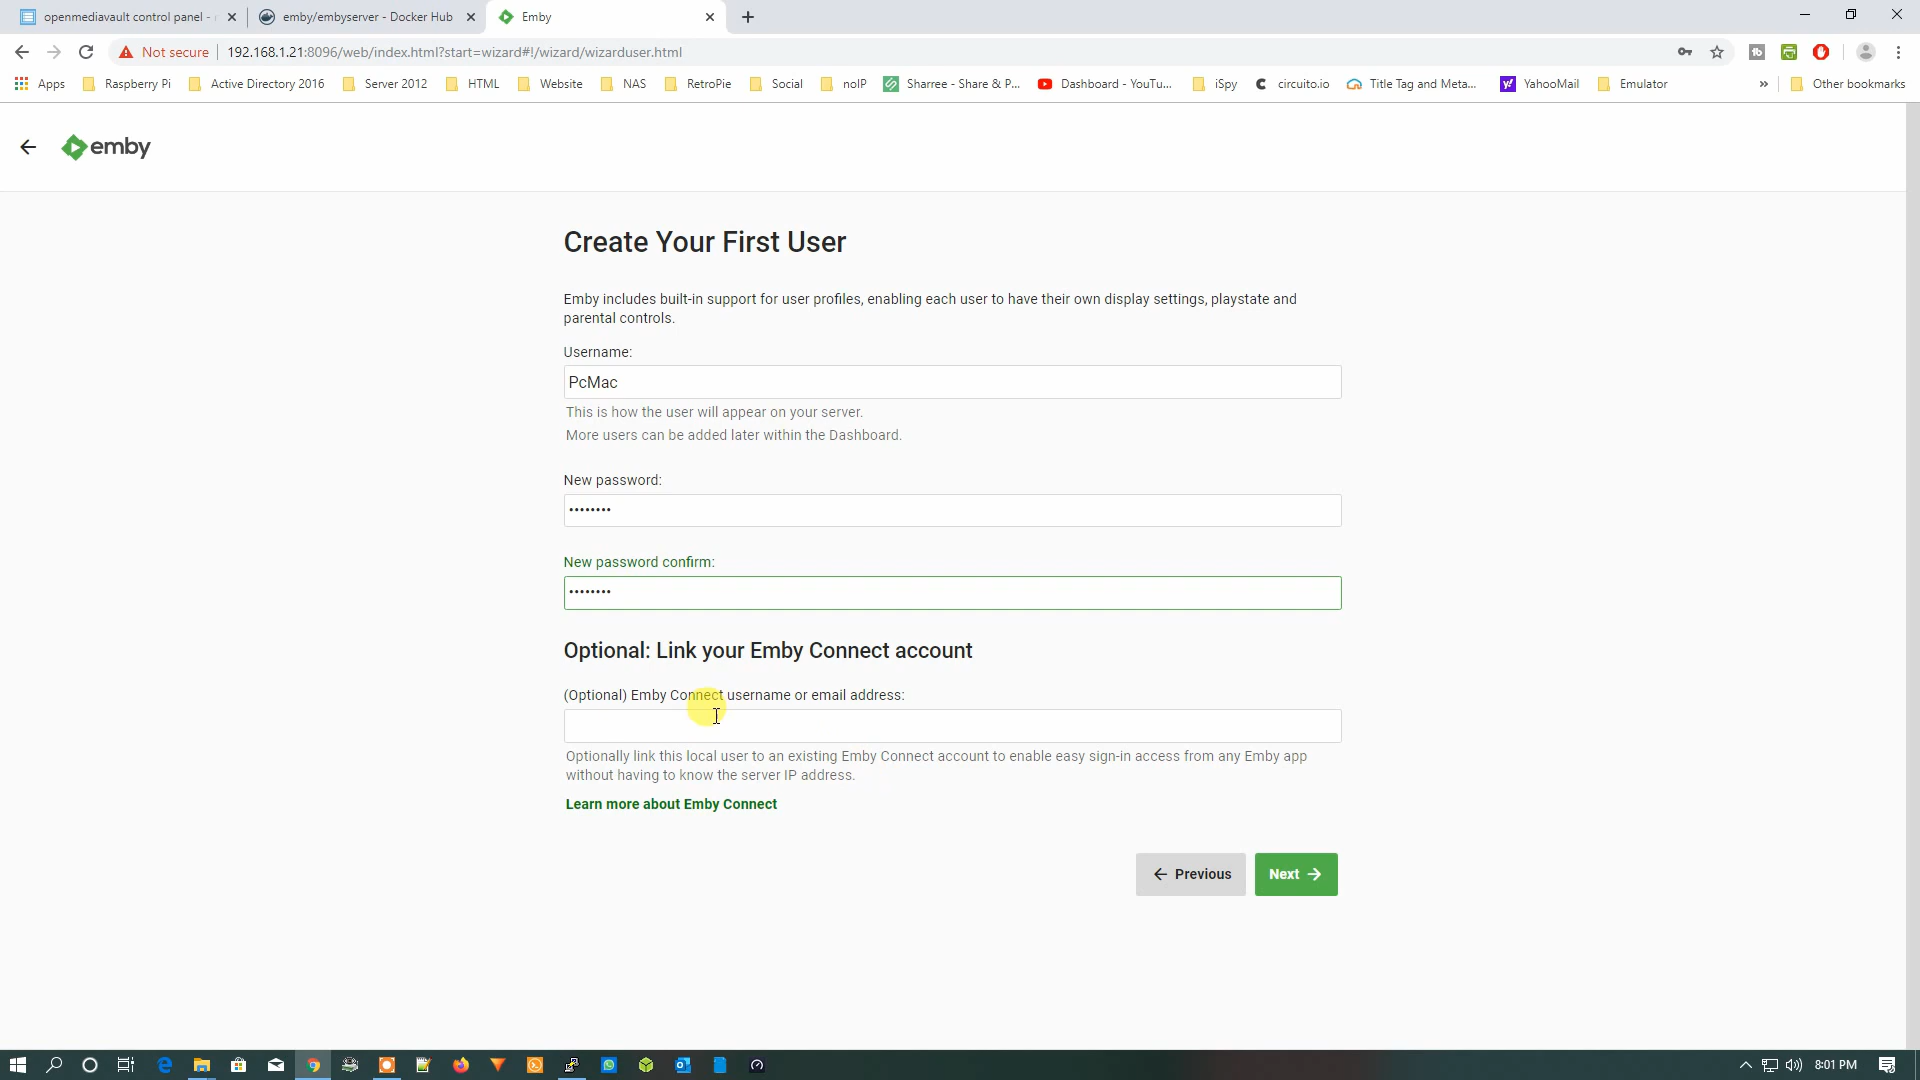 openmediavault control panel -
emby/embyserver - Docker Hub
Emby
Not secure
192.168.1.21:8096/web/index.html?start=wizard#!/wizard/wizarduser.html
Apps
Raspberry Pi
Active Directory 2016
Server 2012
HTML
Website
NAS
RetroPie
Social
noIP
Sharree - Share & P...
Dashboard - YouTu...
iSpy
circuito.io
Title Tag and Meta...
YahooMail
Emulator
»
Other bookmarks
emby
Create Your First User
Emby includes built-in support for user profiles, enabling each user to have their own display settings, playstate and
parental controls.
Username:
PcMac
This is how the user will appear on your server.
More users can be added later within the Dashboard.
New password:
••••••••
New password confirm:
••••••••
Optional: Link your Emby Connect account
(Optional) Emby Connect username or email address:
Optionally link this local user to an existing Emby Connect account to enable easy sign-in access from any Emby app
without having to know the server IP address.
Learn more about Emby Connect
Previous
Next
8:01 PM